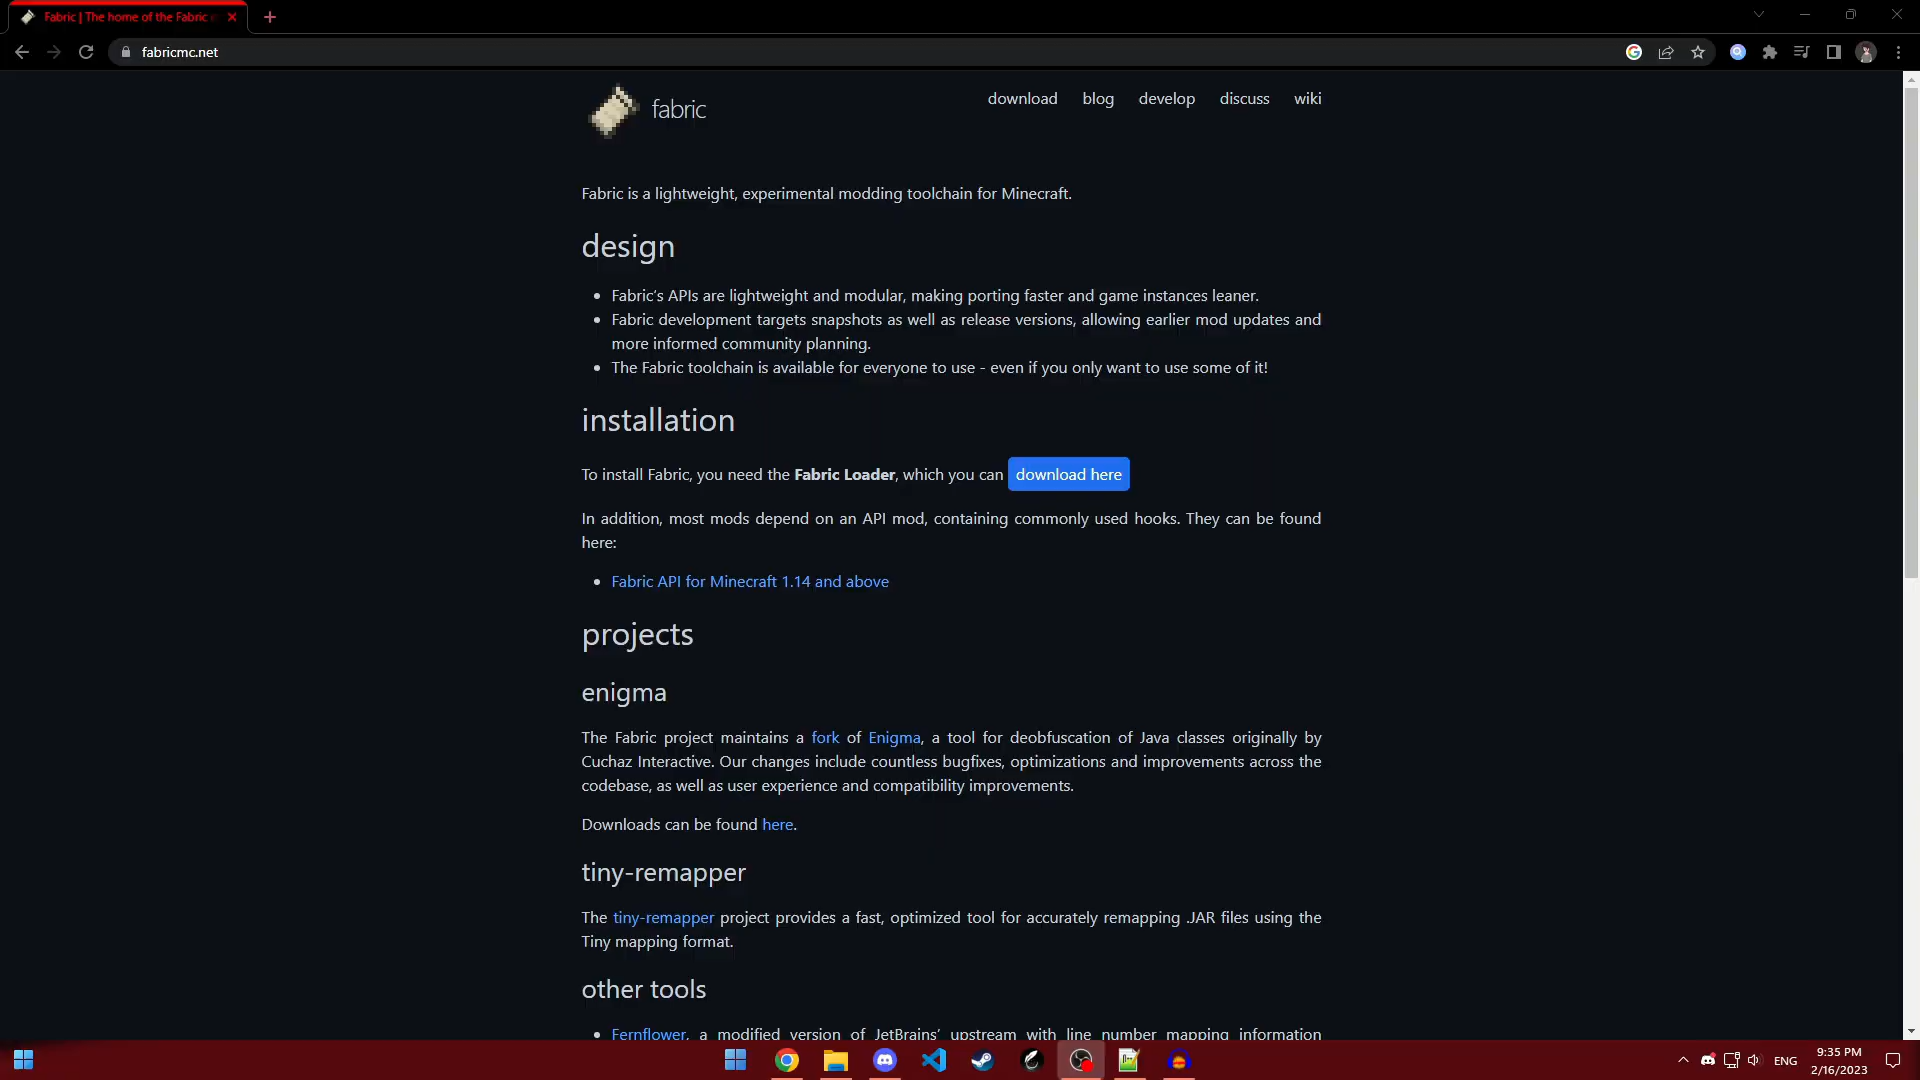 Fabric | The home of the Fabric
fabricmc.net
fabric
download blog develop discuss wiki
Fabric is a lightweight, experimental modding toolchain for Minecraft.
design
Fabric's APIs are lightweight and modular, making porting faster and game instances leaner.
Fabric development targets snapshots as well as release versions, allowing earlier mod updates and
more informed community planning.
The Fabric toolchain is available for everyone to use - even if you only want to use some of it!
installation
To install Fabric, you need the Fabric Loader, which you can download here
In addition, most mods depend on an API mod, containing commonly used hooks. They can be found
here:
Fabric API for Minecraft 1.14 and above
projects
enigma
The Fabric project maintains a fork of Enigma, a tool for deobfuscation of Java classes originally by
Cuchaz Interactive. Our changes include countless bugfixes, optimizations and improvements across the
codebase, as well as user experience and compatibility improvements.
Downloads can be found here.
tiny-remapper
The tiny-remapper project provides a fast, optimized tool for accurately remapping .JAR files using the
Tiny mapping format.
other tools
Fernflower, a modified version of JetBrains' upstream with line number mapping information
ENG
9:35 PM
2/16/2023